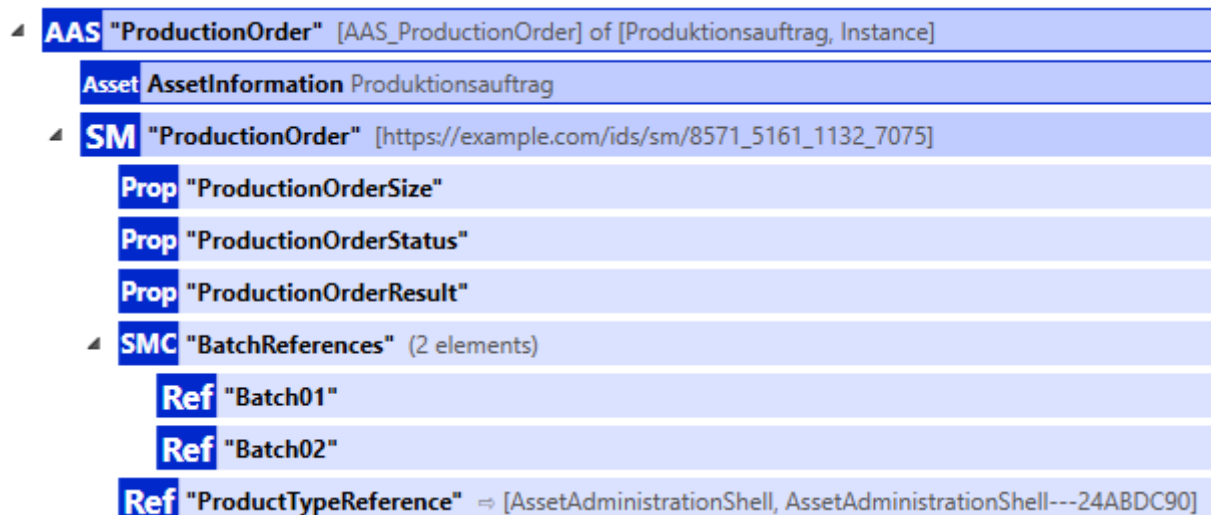 AAS "ProductionOrder" [AAS_ProductionOrder] of [Produktionsauftrag, Instance]
Asset AssetInformation Produktionsauftrag
SM "ProductionOrder" [https://example.com/ids/sm/8571_5161_1132_7075]
Prop "ProductionOrderSize"
Prop "ProductionOrderStatus"
Prop "ProductionOrderResult"
SMC "BatchReferences" (2 elements)
Ref "Batch01"
Ref "Batch02"
Ref "ProductTypeReference" ⇨ [AssetAdministrationShell, AssetAdministrationShell---24ABDC90]